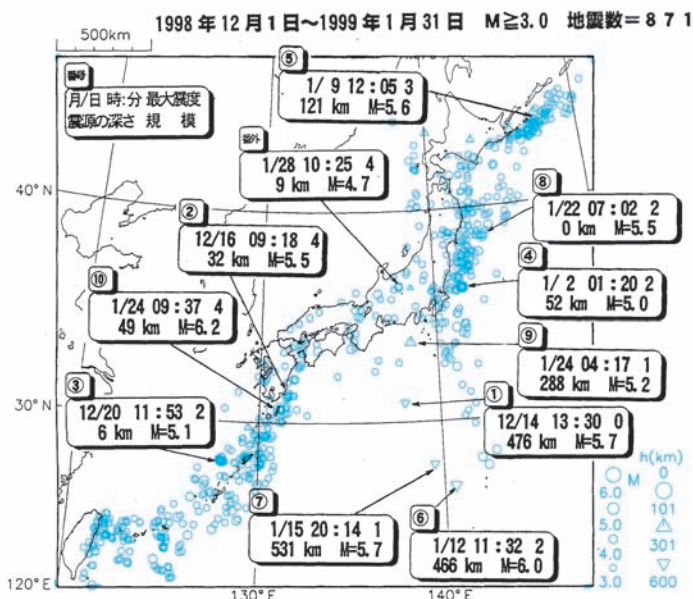 1998年12月1日～1999年1月31日 M≧3.0 地震数=871
500km
番号
月/日 時:分 最大震度
震源の深さ 規 模
⑤
1/ 9 12:05 3
121 km M=5.6
番外
1/28 10:25 4
9 km M=4.7
40°N
②
12/16 09:18 4
32 km M=5.5
⑧
1/22 07:02 2
0 km M=5.5
④
1/ 2 01:20 2
52 km M=5.0
⑩
1/24 09:37 4
49 km M=6.2
⑨
1/24 04:17 1
288 km M=5.2
③
12/20 11:53 2
6 km M=5.1
30°N
①
12/14 13:30 0
476 km M=5.7
⑦
1/15 20:14 1
531 km M=5.7
⑥
1/12 11:32 2
466 km M=6.0
M
6.0
5.0
4.0
3.0
h(km)
0
101
301
600
120°E
130°E
140°E